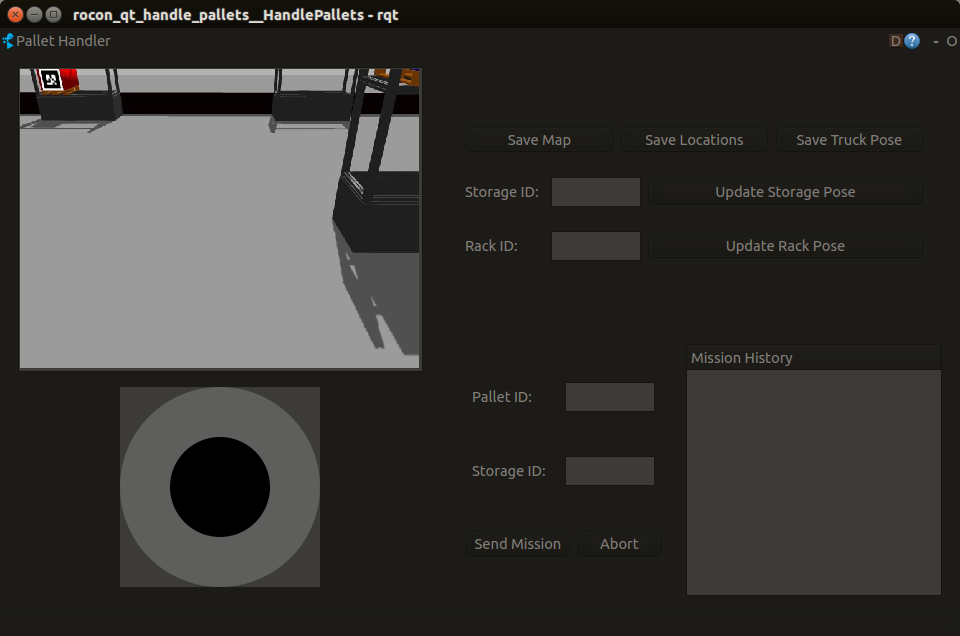 rocon_qt_handle_pallets__HandlePallets - rqt
Pallet Handler
D ? - O
Save Map Save Locations Save Truck Pose
Storage ID: Update Storage Pose
Rack ID: Update Rack Pose
Mission History
Pallet ID:
Storage ID:
Send Mission Abort